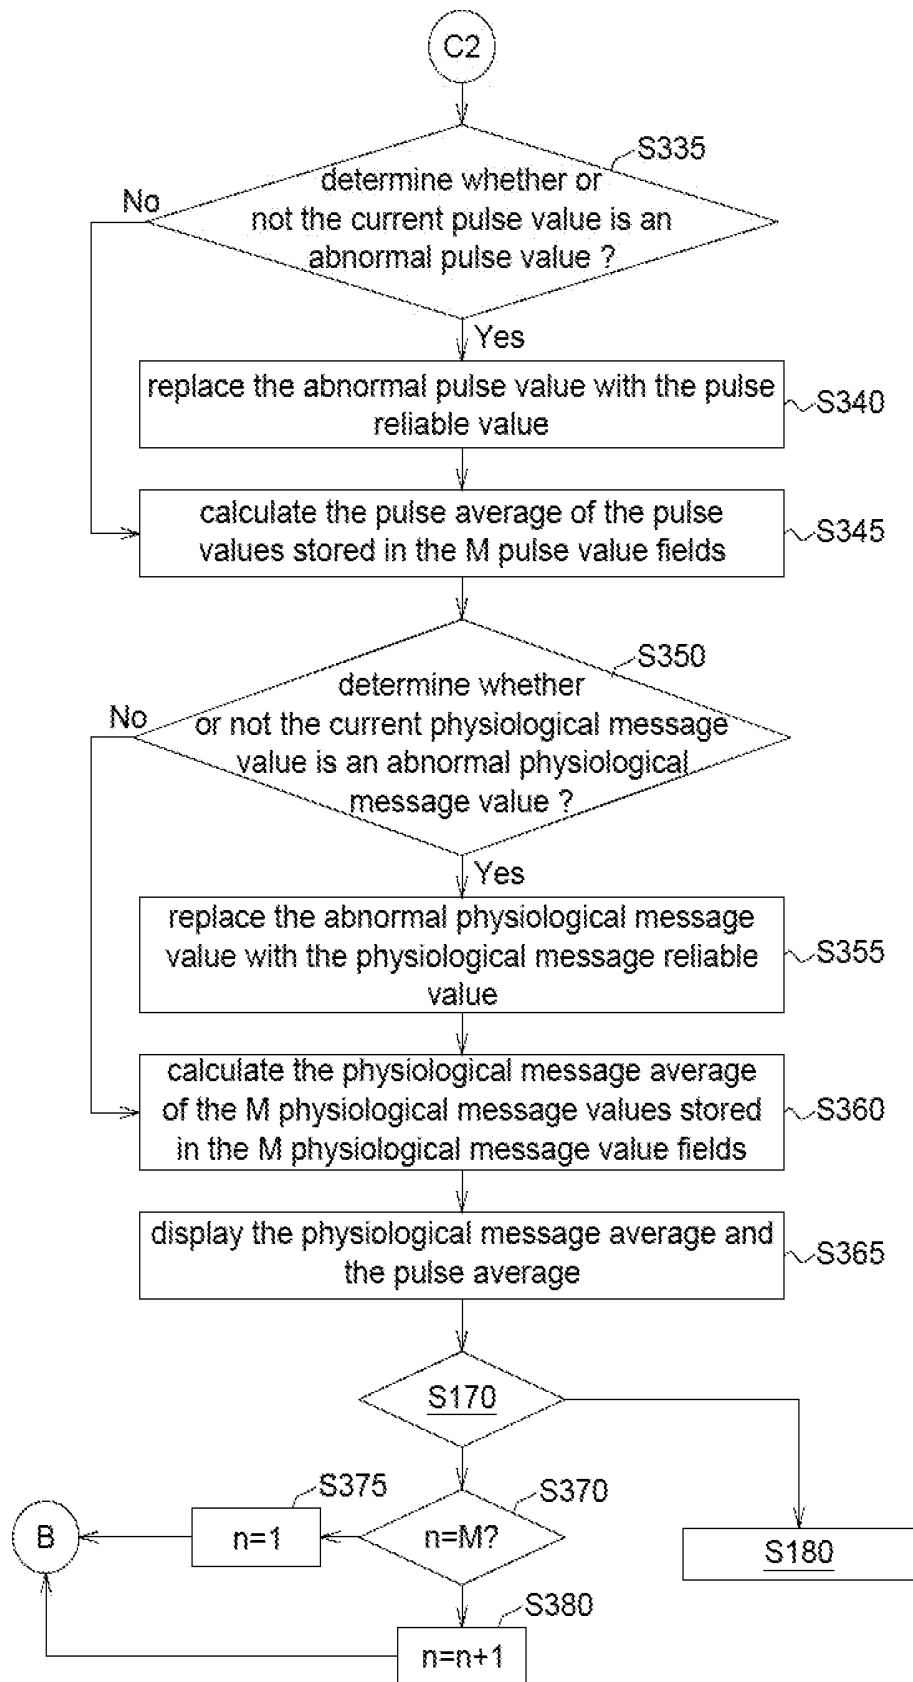 C2
S335
determine whether or
not the current pulse value is an
abnormal pulse value ?
No
Yes
replace the abnormal pulse value with the pulse
reliable value
S340
calculate the pulse average of the pulse
values stored in the M pulse value fields
S345
S350
determine whether
or not the current physiological message
value is an abnormal physiological
message value ?
No
Yes
replace the abnormal physiological message
value with the physiological message reliable
value
S355
calculate the physiological message average
of the M physiological message values stored
in the M physiological message value fields
S360
display the physiological message average and
the pulse average
S365
S170
S375
S370
B
n=1
n=M?
S180
S380
n=n+1